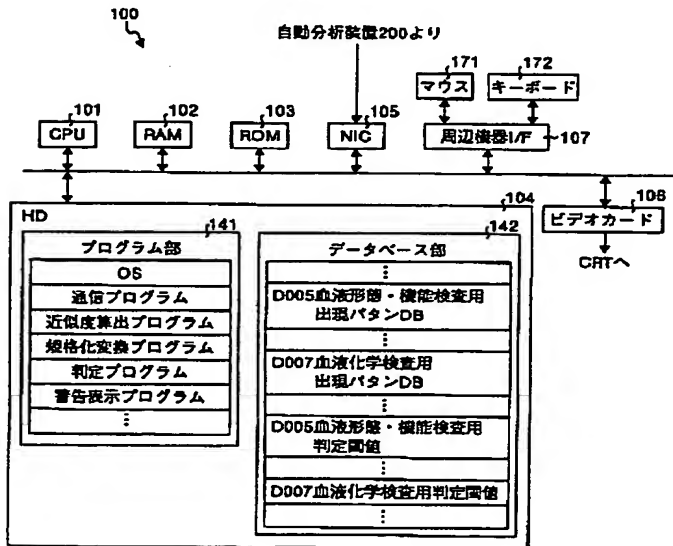 100
自動分析装置200より
171
172
マウス
キーボード
101
102
103
105
CPU
RAM
ROM
NIC
周辺機器I/F
107
104
HD
106
ビデオカード
CRTへ
141
プログラム部
OS
通信プログラム
近似度算出プログラム
規格化変換プログラム
判定プログラム
警告表示プログラム
⋮
142
データベース部
⋮
D005血液形態・機能検査用
出現パタンDB
⋮
D007血液化学検査用
出現パタンDB
⋮
D005血液形態・機能検査用
判定閾値
⋮
D007血液化学検査用判定閾値
⋮